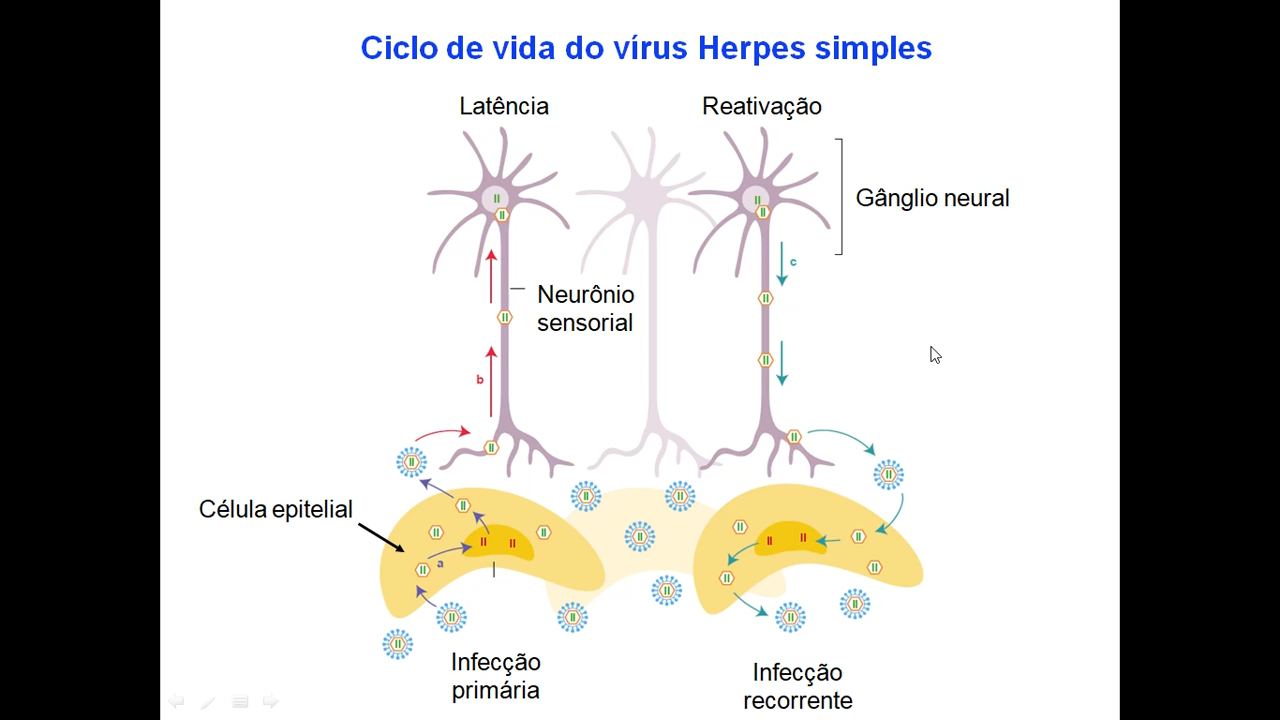 Ciclo de vida do vírus Herpes simples
Latência
Reativação
Gânglio neural
c
Neurônio
sensorial
b
Célula epitelial
a
Infecção
primária
Infecção
recorrente